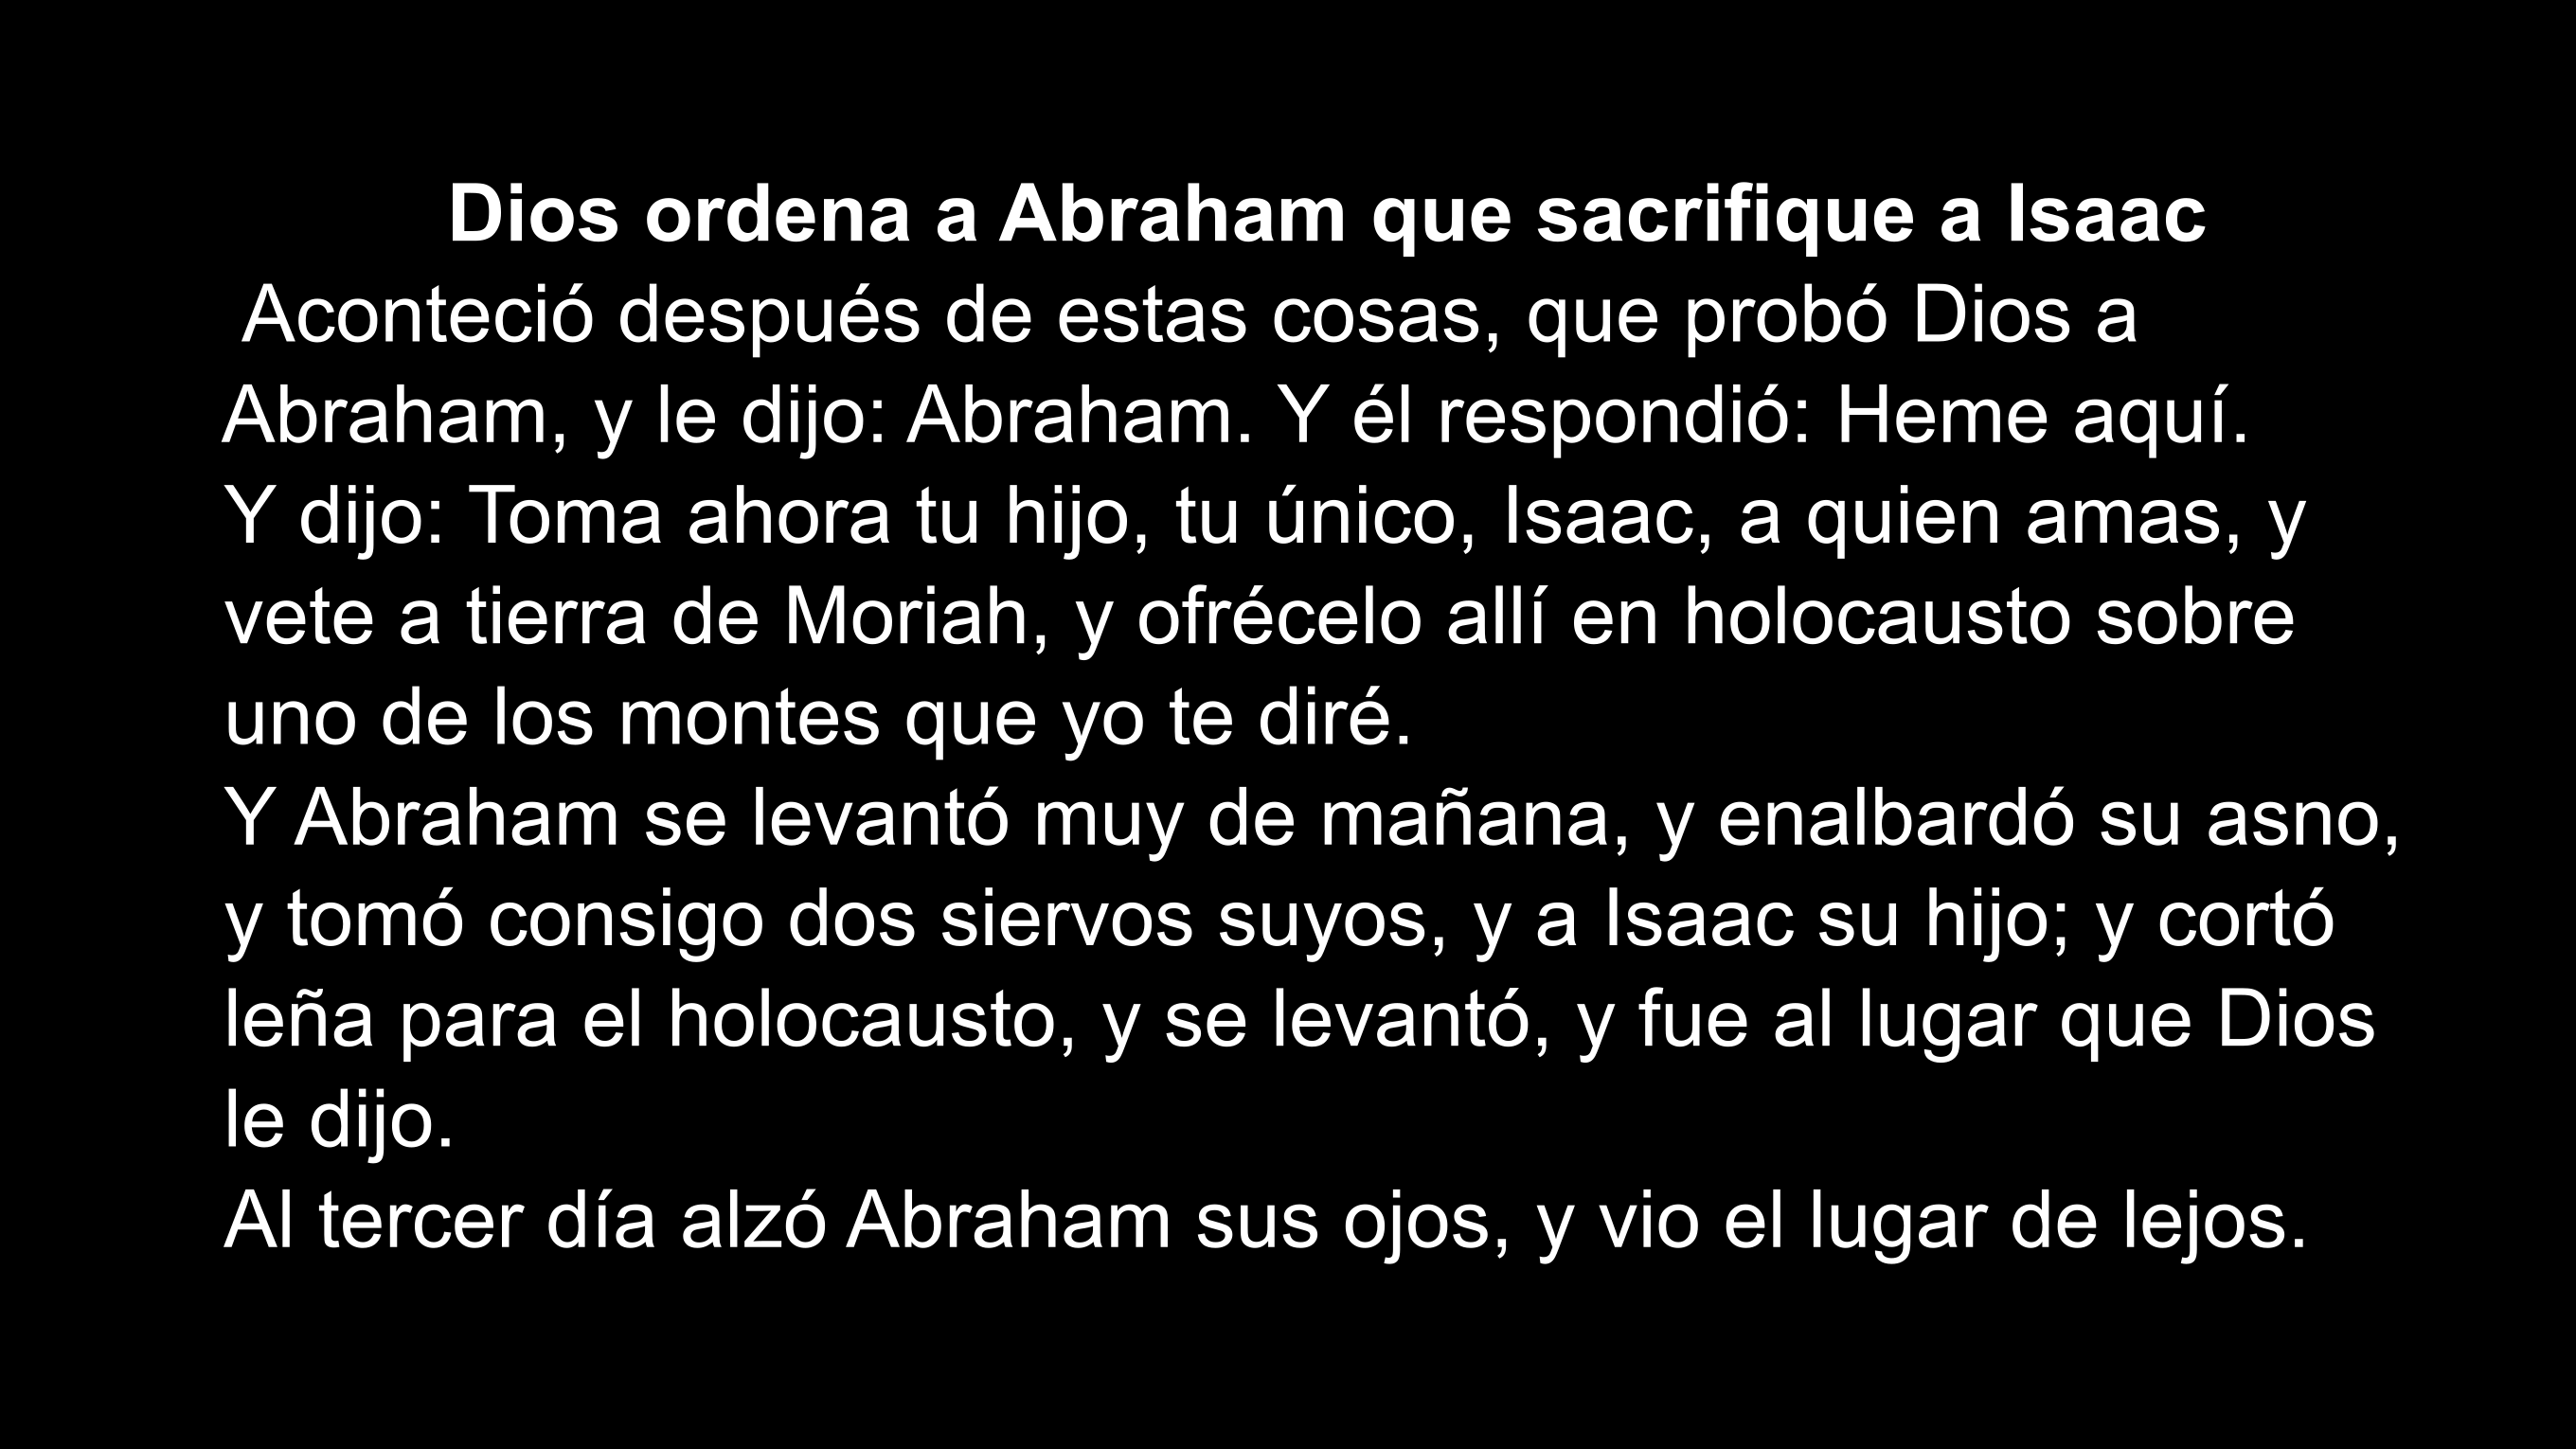 Dios ordena a Abraham que sacrifique a Isaac
Aconteció después de estas cosas, que probó Dios a
Abraham, y le dijo: Abraham. Y él respondió: Heme aquí.
Y dijo: Toma ahora tu hijo, tu único, Isaac, a quien amas, y
vete a tierra de Moriah, y ofrécelo allí en holocausto sobre
uno de los montes que yo te diré.
Y Abraham se levantó muy de mañana, y enalbardó su asno,
y tomó consigo dos siervos suyos, y a Isaac su hijo; y cortó
leña para el holocausto, y se levantó, y fue al lugar que Dios
le dijo.
Al tercer día alzó Abraham sus ojos, y vio el lugar de lejos.